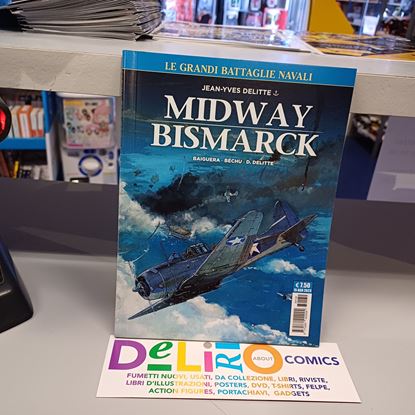 LE GRANDI BATTAGLIE NAVALI
JEAN-YVES DELITTE
MIDWAY
BISMARCK
BAIGUERA - BECHU - D. DELITTE
€ 7,50
DELIRO ABOUT COMICS
FUMETTI NUOVI, USATI, DA COLLEZIONE, LIBRI, RIVISTE,
LIBRI D'ILLUSTRAZIONI, POSTERS, DVD, T-SHIRTS, FELPE,
ACTION FIGURES, PORTACHIAVI, GADGETS